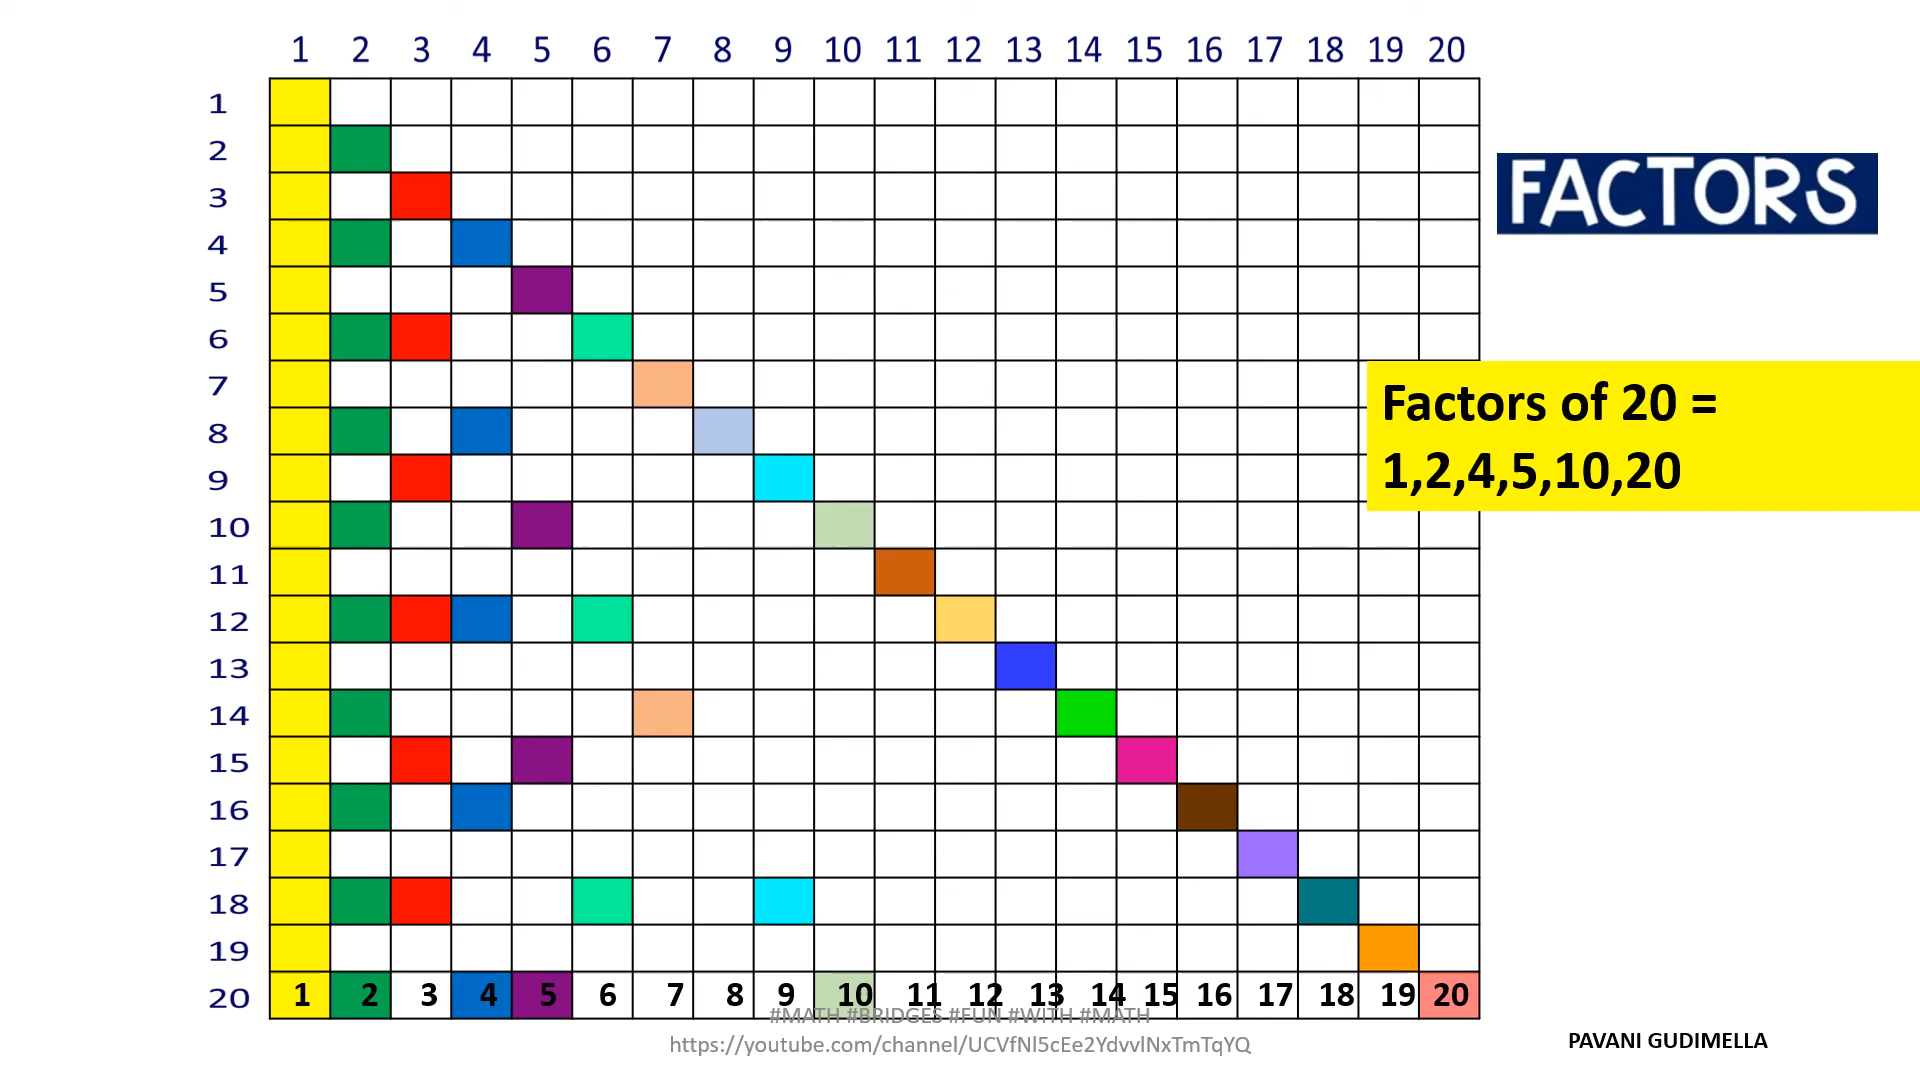 1 2 3 4 5 6 7 8 9 10 11 12 13 14 15 16 17 18 19 20
1
2
FACTORS
3
4
5
6
7
Factors of 20 =
8
1,2,4,5,10,20
9
10
11
12
13
14
15
16
17
18
19
20 1 2 3 4 5 6 7 8 9 10 11 12 13 14 15 16 17 18 19 20
#MATH #BRIDGES #FUN #WITH #MATH
https://youtube.com/channel/UCVfNl5cEe2YdvvlNxTmTqYQ
PAVANI GUDIMELLA